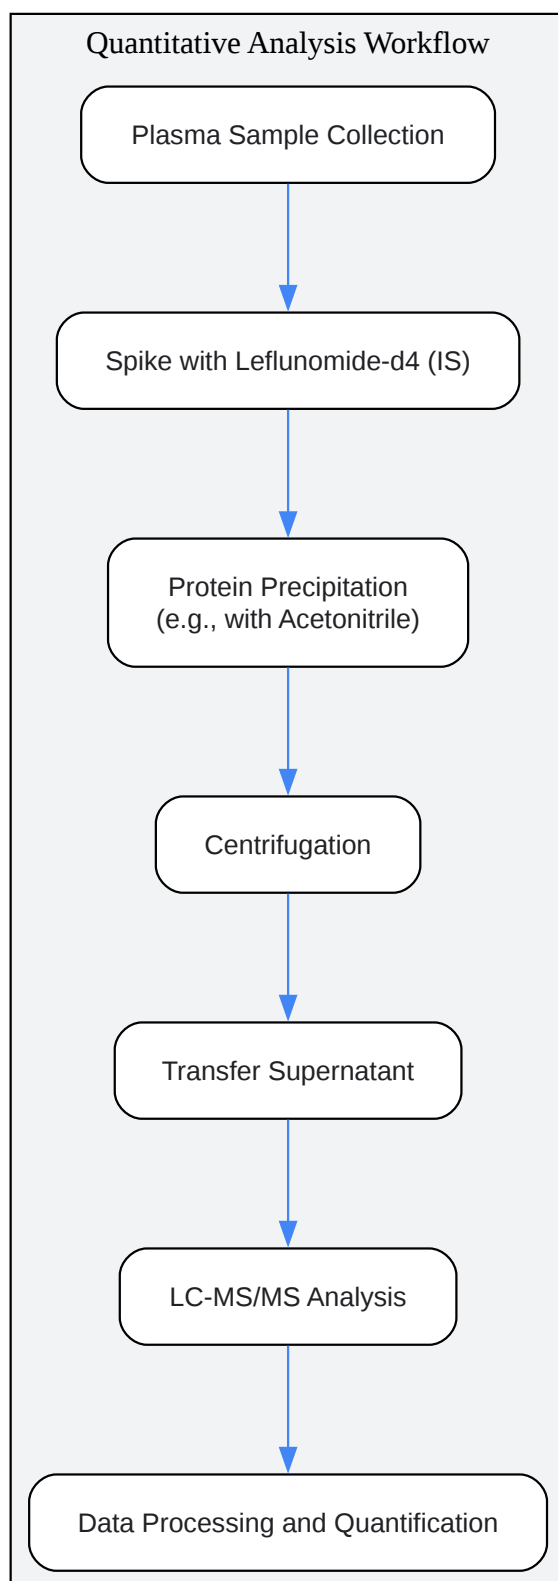 Quantitative Analysis Workflow
Plasma Sample Collection
Spike with Leflunomide-d4 (IS)
Protein Precipitation
(e.g., with Acetonitrile)
Centrifugation
Transfer Supernatant
LC-MS/MS Analysis
Data Processing and Quantification